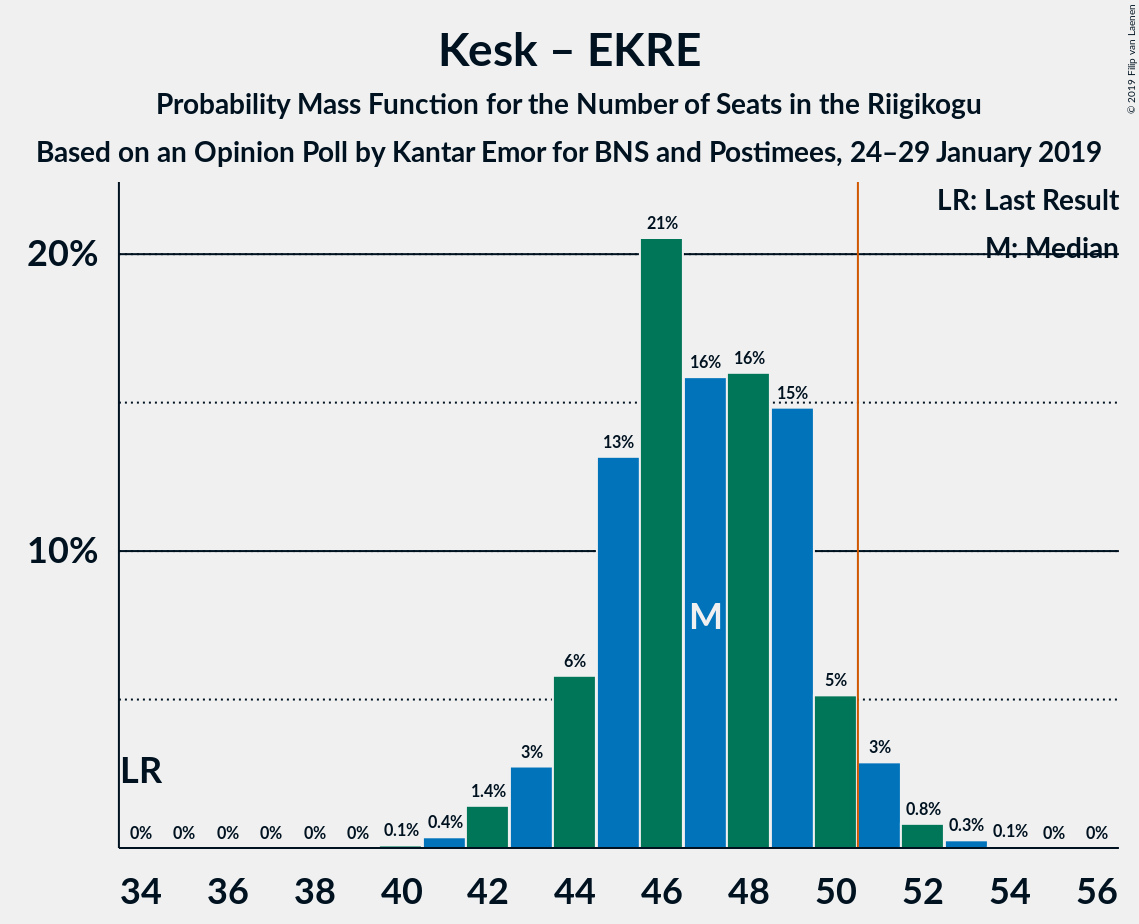 Kesk – EKRE
Probability Mass Function for the Number of Seats in the Riigikogu
Based on an Opinion Poll by Kantar Emor for BNS and Postimees, 24–29 January 2019
© 2019 Filip van Laenen
LR: Last Result
M: Median
20%
10%
LR
0%
0%
0%
0%
0%
0%
0.1%
0.4%
1.4%
3%
6%
13%
21%
16%
16%
15%
5%
3%
0.8%
0.3%
0.1%
0%
0%
M
34 36 38 40 42 44 46 48 50 52 54 56